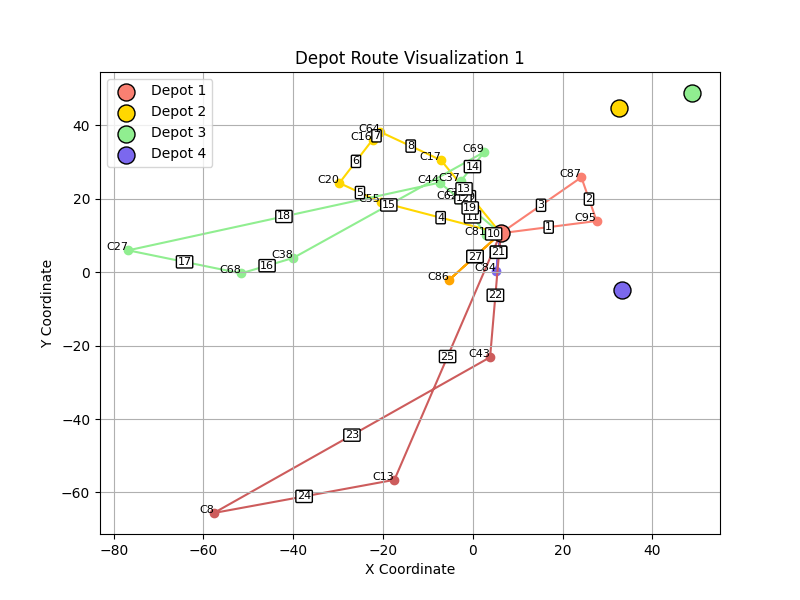 Depot Route Visualization 1
Depot 1
Depot 2
Depot 3
Depot 4
Y Coordinate
40
20
0
−20
−40
−60
C64
C16
7
8
C17
6
C20
5
C55
4
C69
14
C44
C37
13
15
19
11
C81
10
C87
2
3
C95
1
18
C27
17
C68
16
C38
21
C84
27
C86
22
C43
25
23
C13
24
C8
−80
−60
−40
−20
0
20
40
X Coordinate